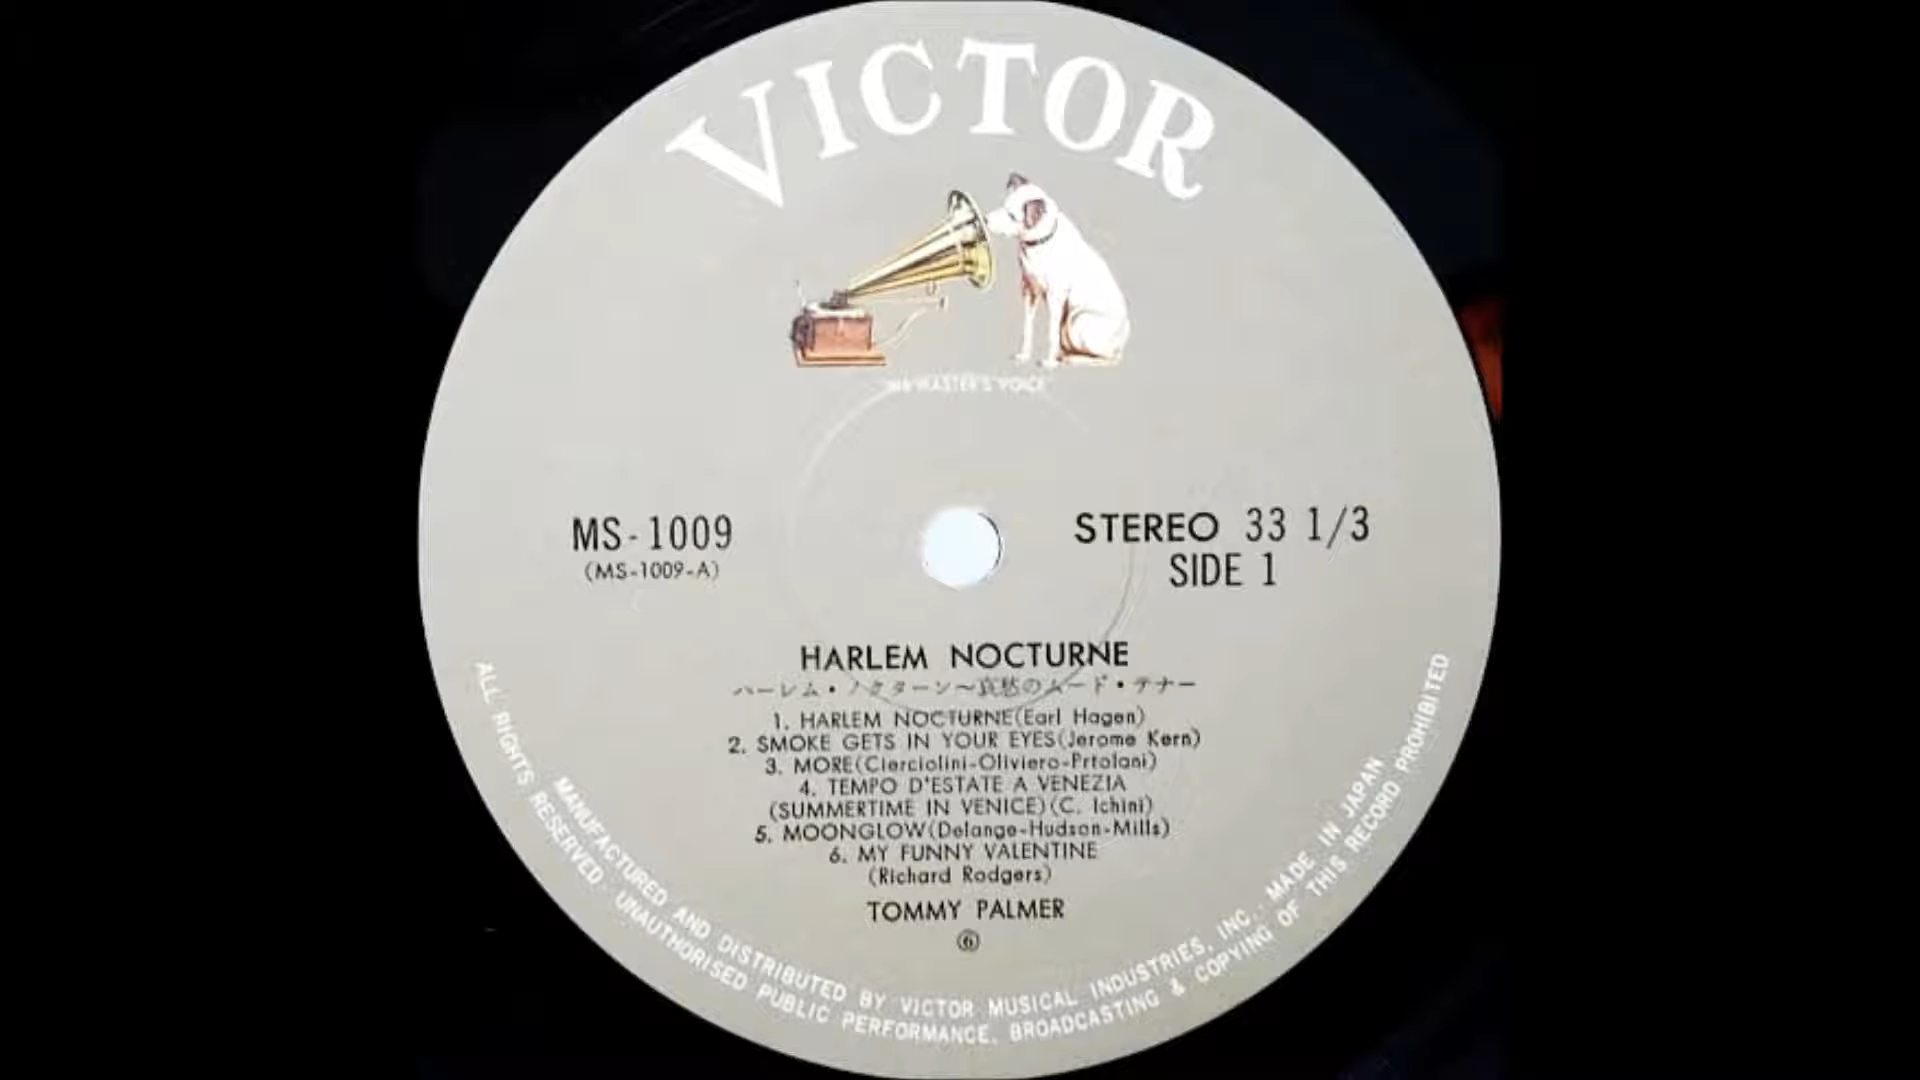 VICTOR
"HIS MASTER'S VOICE"
MS-1009
(MS-1009-A)
STEREO 33 1/3
SIDE 1
HARLEM NOCTURNE
ハーレム・ノクターン〜哀愁のムード・テナー
1. HARLEM NOCTURNE(Earl Hagen)
2. SMOKE GETS IN YOUR EYES(Jerome Kern)
3. MORE(Cierciolini-Oliviero-Prtolani)
4. TEMPO D'ESTATE A VENEZIA
(SUMMERTIME IN VENICE)(C. Ichini)
5. MOONGLOW(Delange-Hudson-Mills)
6. MY FUNNY VALENTINE
(Richard Rodgers)
TOMMY PALMER
⑥
MANUFACTURED AND DISTRIBUTED BY VICTOR MUSICAL INDUSTRIES, INC. · MADE IN JAPAN
ALL RIGHTS RESERVED· UNAUTHORISED PUBLIC PERFORMANCE, BROADCASTING & COPYING OF THIS RECORD PROHIBITED